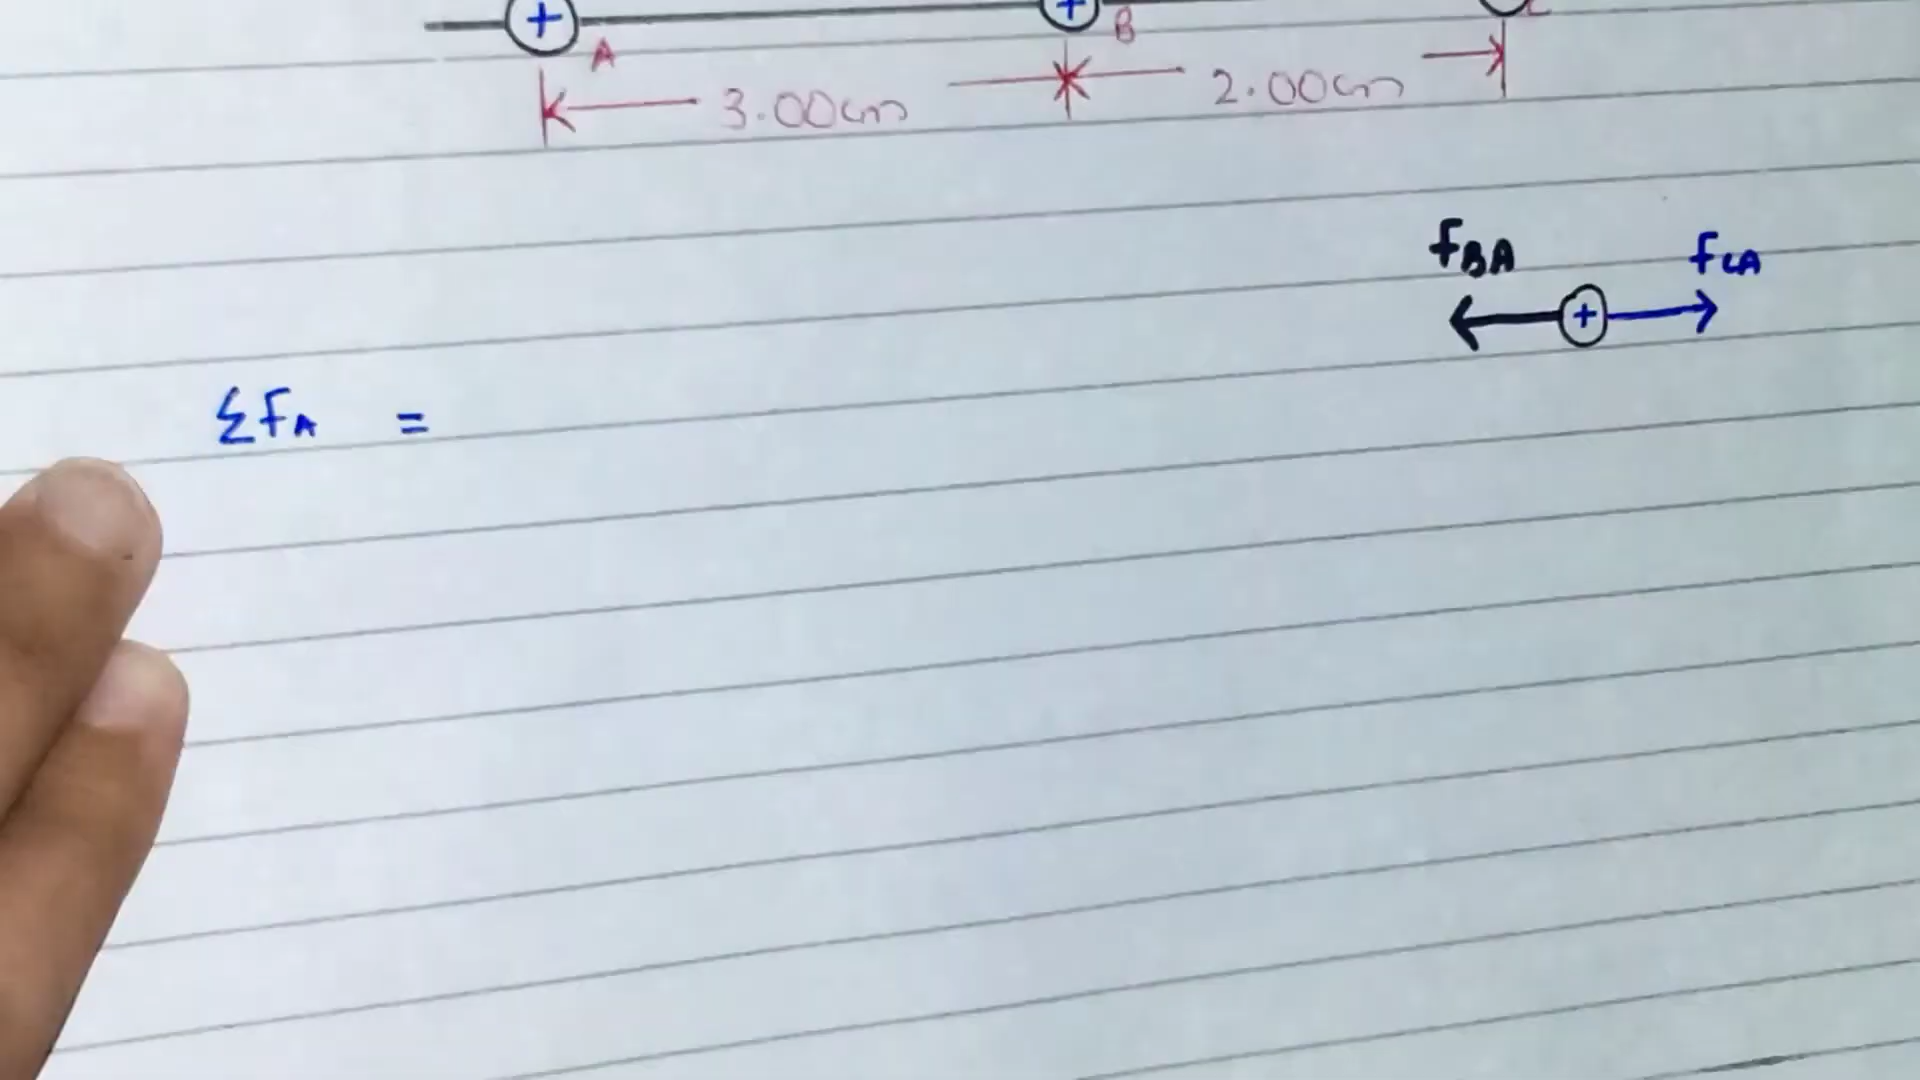 + + C
A B
3.00cm 2.00cm
fBA fCA
+
ΣFA =